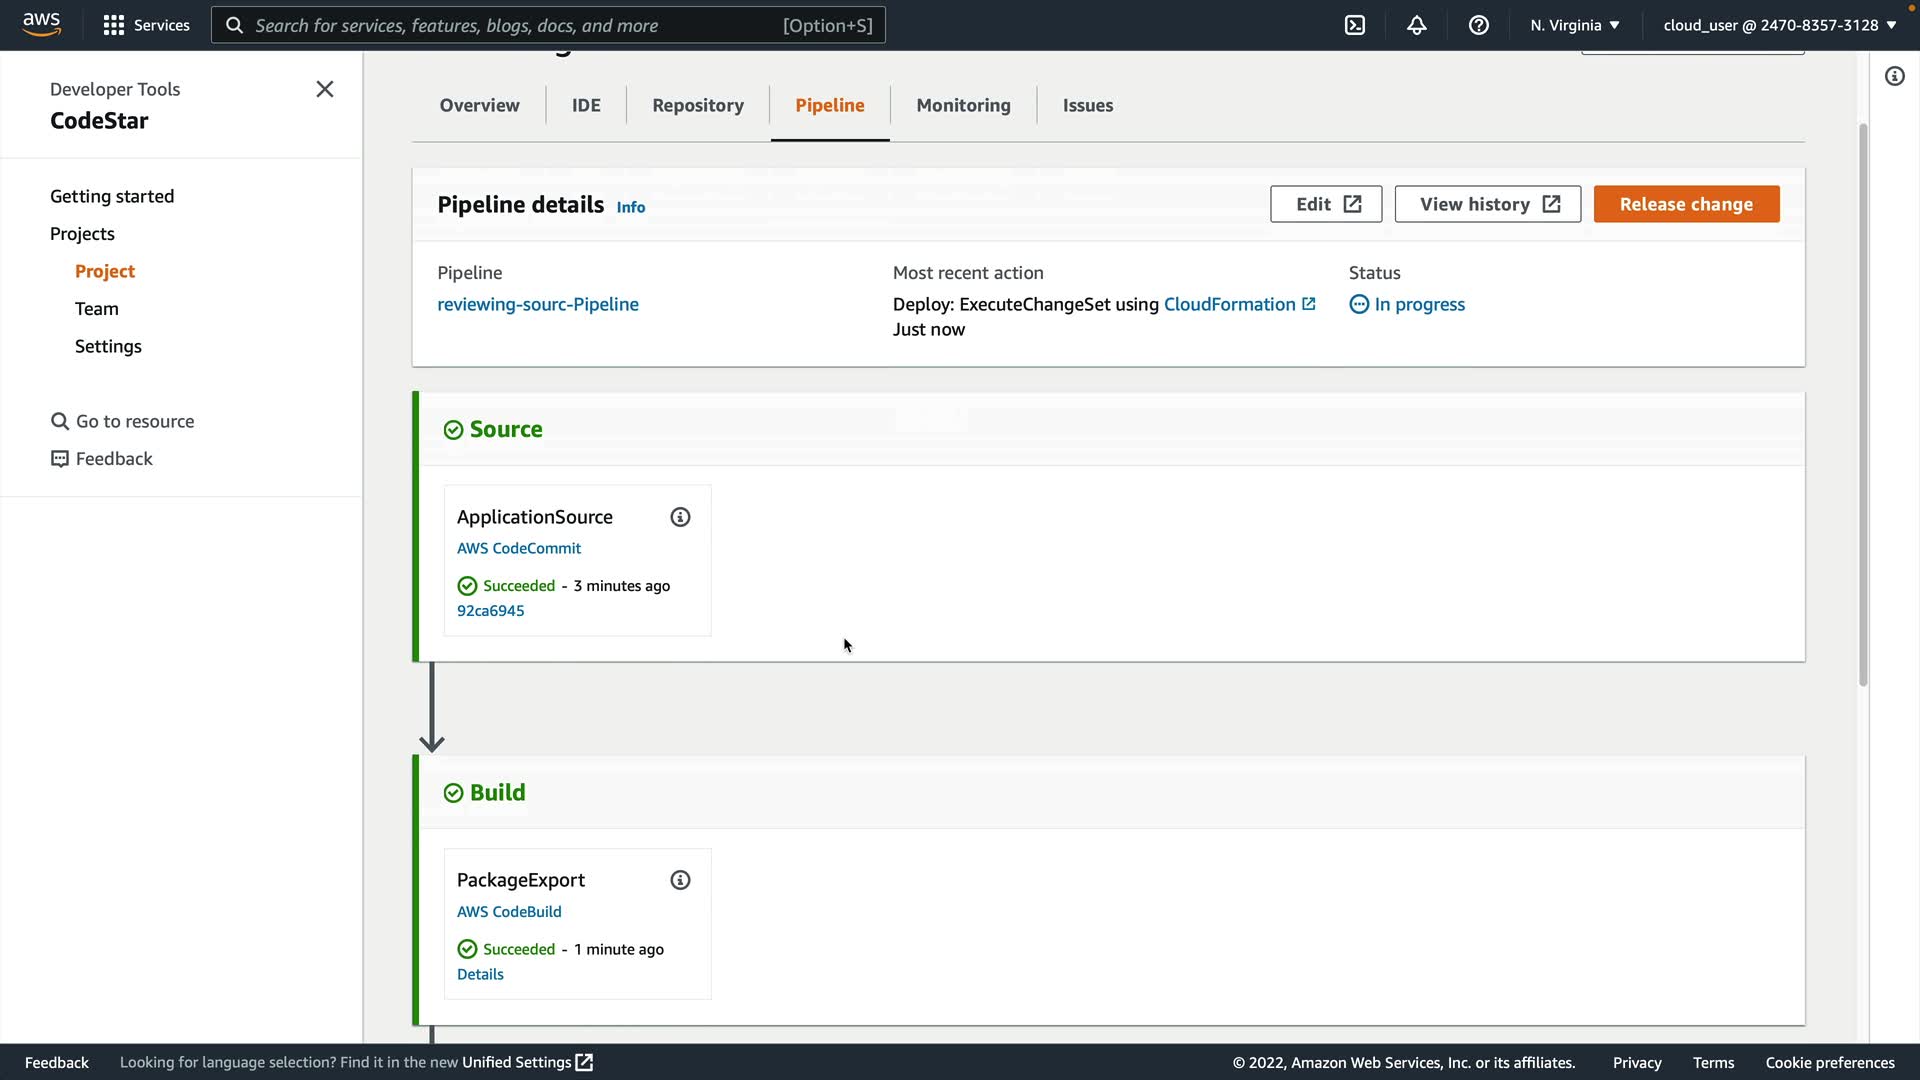 aws
Services
Search for services, features, blogs, docs, and more [Option+S]
N. Virginia ▼
cloud_user @ 2470-8357-3128 ▼
Developer Tools
CodeStar
Getting started
Projects
Project
Team
Settings
Go to resource
Feedback
Overview
IDE
Repository
Pipeline
Monitoring
Issues
Pipeline details Info
Edit
View history
Release change
Pipeline
reviewing-sourc-Pipeline
Most recent action
Deploy: ExecuteChangeSet using CloudFormation
Just now
Status
In progress
Source
ApplicationSource
AWS CodeCommit
Succeeded - 3 minutes ago
92ca6945
Build
PackageExport
AWS CodeBuild
Succeeded - 1 minute ago
Details
Feedback
Looking for language selection? Find it in the new Unified Settings
© 2022, Amazon Web Services, Inc. or its affiliates.
Privacy
Terms
Cookie preferences